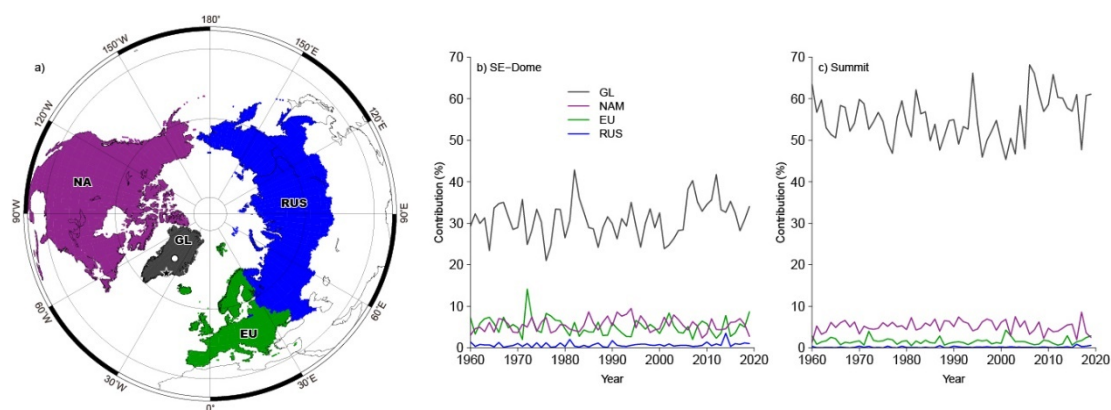 180°
150°W
150°E
a)
120°W
120°E
NA
RUS
90°W
90°E
GL
60°W
EU
60°E
30°W
30°E
0°
b) SE−Dome
GL
NAM
EU
RUS
Contribution (%)
70
60
50
40
30
20
10
0
1960 1970 1980 1990 2000 2010 2020
Year
c) Summit
Contribution (%)
70
60
50
40
30
20
10
0
1960 1970 1980 1990 2000 2010 2020
Year